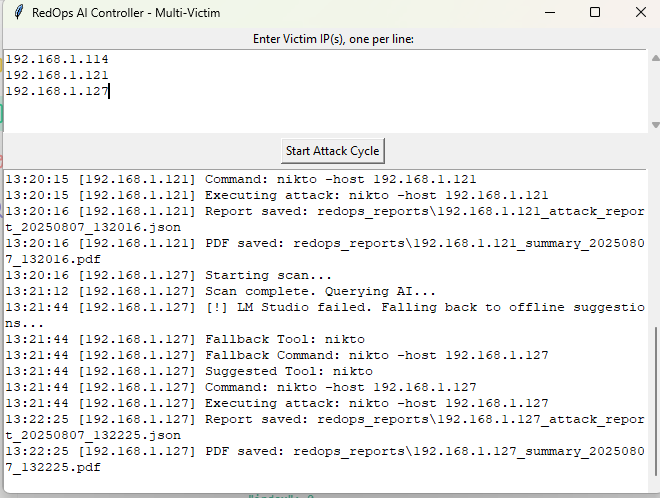 RedOps AI Controller - Multi-Victim
Enter Victim IP(s), one per line:
192.168.1.114
192.168.1.121
192.168.1.127
Start Attack Cycle
13:20:15 [192.168.1.121] Command: nikto -host 192.168.1.121
13:20:15 [192.168.1.121] Executing attack: nikto -host 192.168.1.121
13:20:16 [192.168.1.121] Report saved: redops_reports\192.168.1.121_attack_repor
t_20250807_132016.json
13:20:16 [192.168.1.121] PDF saved: redops_reports\192.168.1.121_summary_2025080
7_132016.pdf
13:20:16 [192.168.1.127] Starting scan...
13:21:12 [192.168.1.127] Scan complete. Querying AI...
13:21:44 [192.168.1.127] [!] LM Studio failed. Falling back to offline suggestio
ns...
13:21:44 [192.168.1.127] Fallback Tool: nikto
13:21:44 [192.168.1.127] Fallback Command: nikto -host 192.168.1.127
13:21:44 [192.168.1.127] Suggested Tool: nikto
13:21:44 [192.168.1.127] Command: nikto -host 192.168.1.127
13:21:44 [192.168.1.127] Executing attack: nikto -host 192.168.1.127
13:22:25 [192.168.1.127] Report saved: redops_reports\192.168.1.127_attack_repor
t_20250807_132225.json
13:22:25 [192.168.1.127] PDF saved: redops_reports\192.168.1.127_summary_2025080
7_132225.pdf